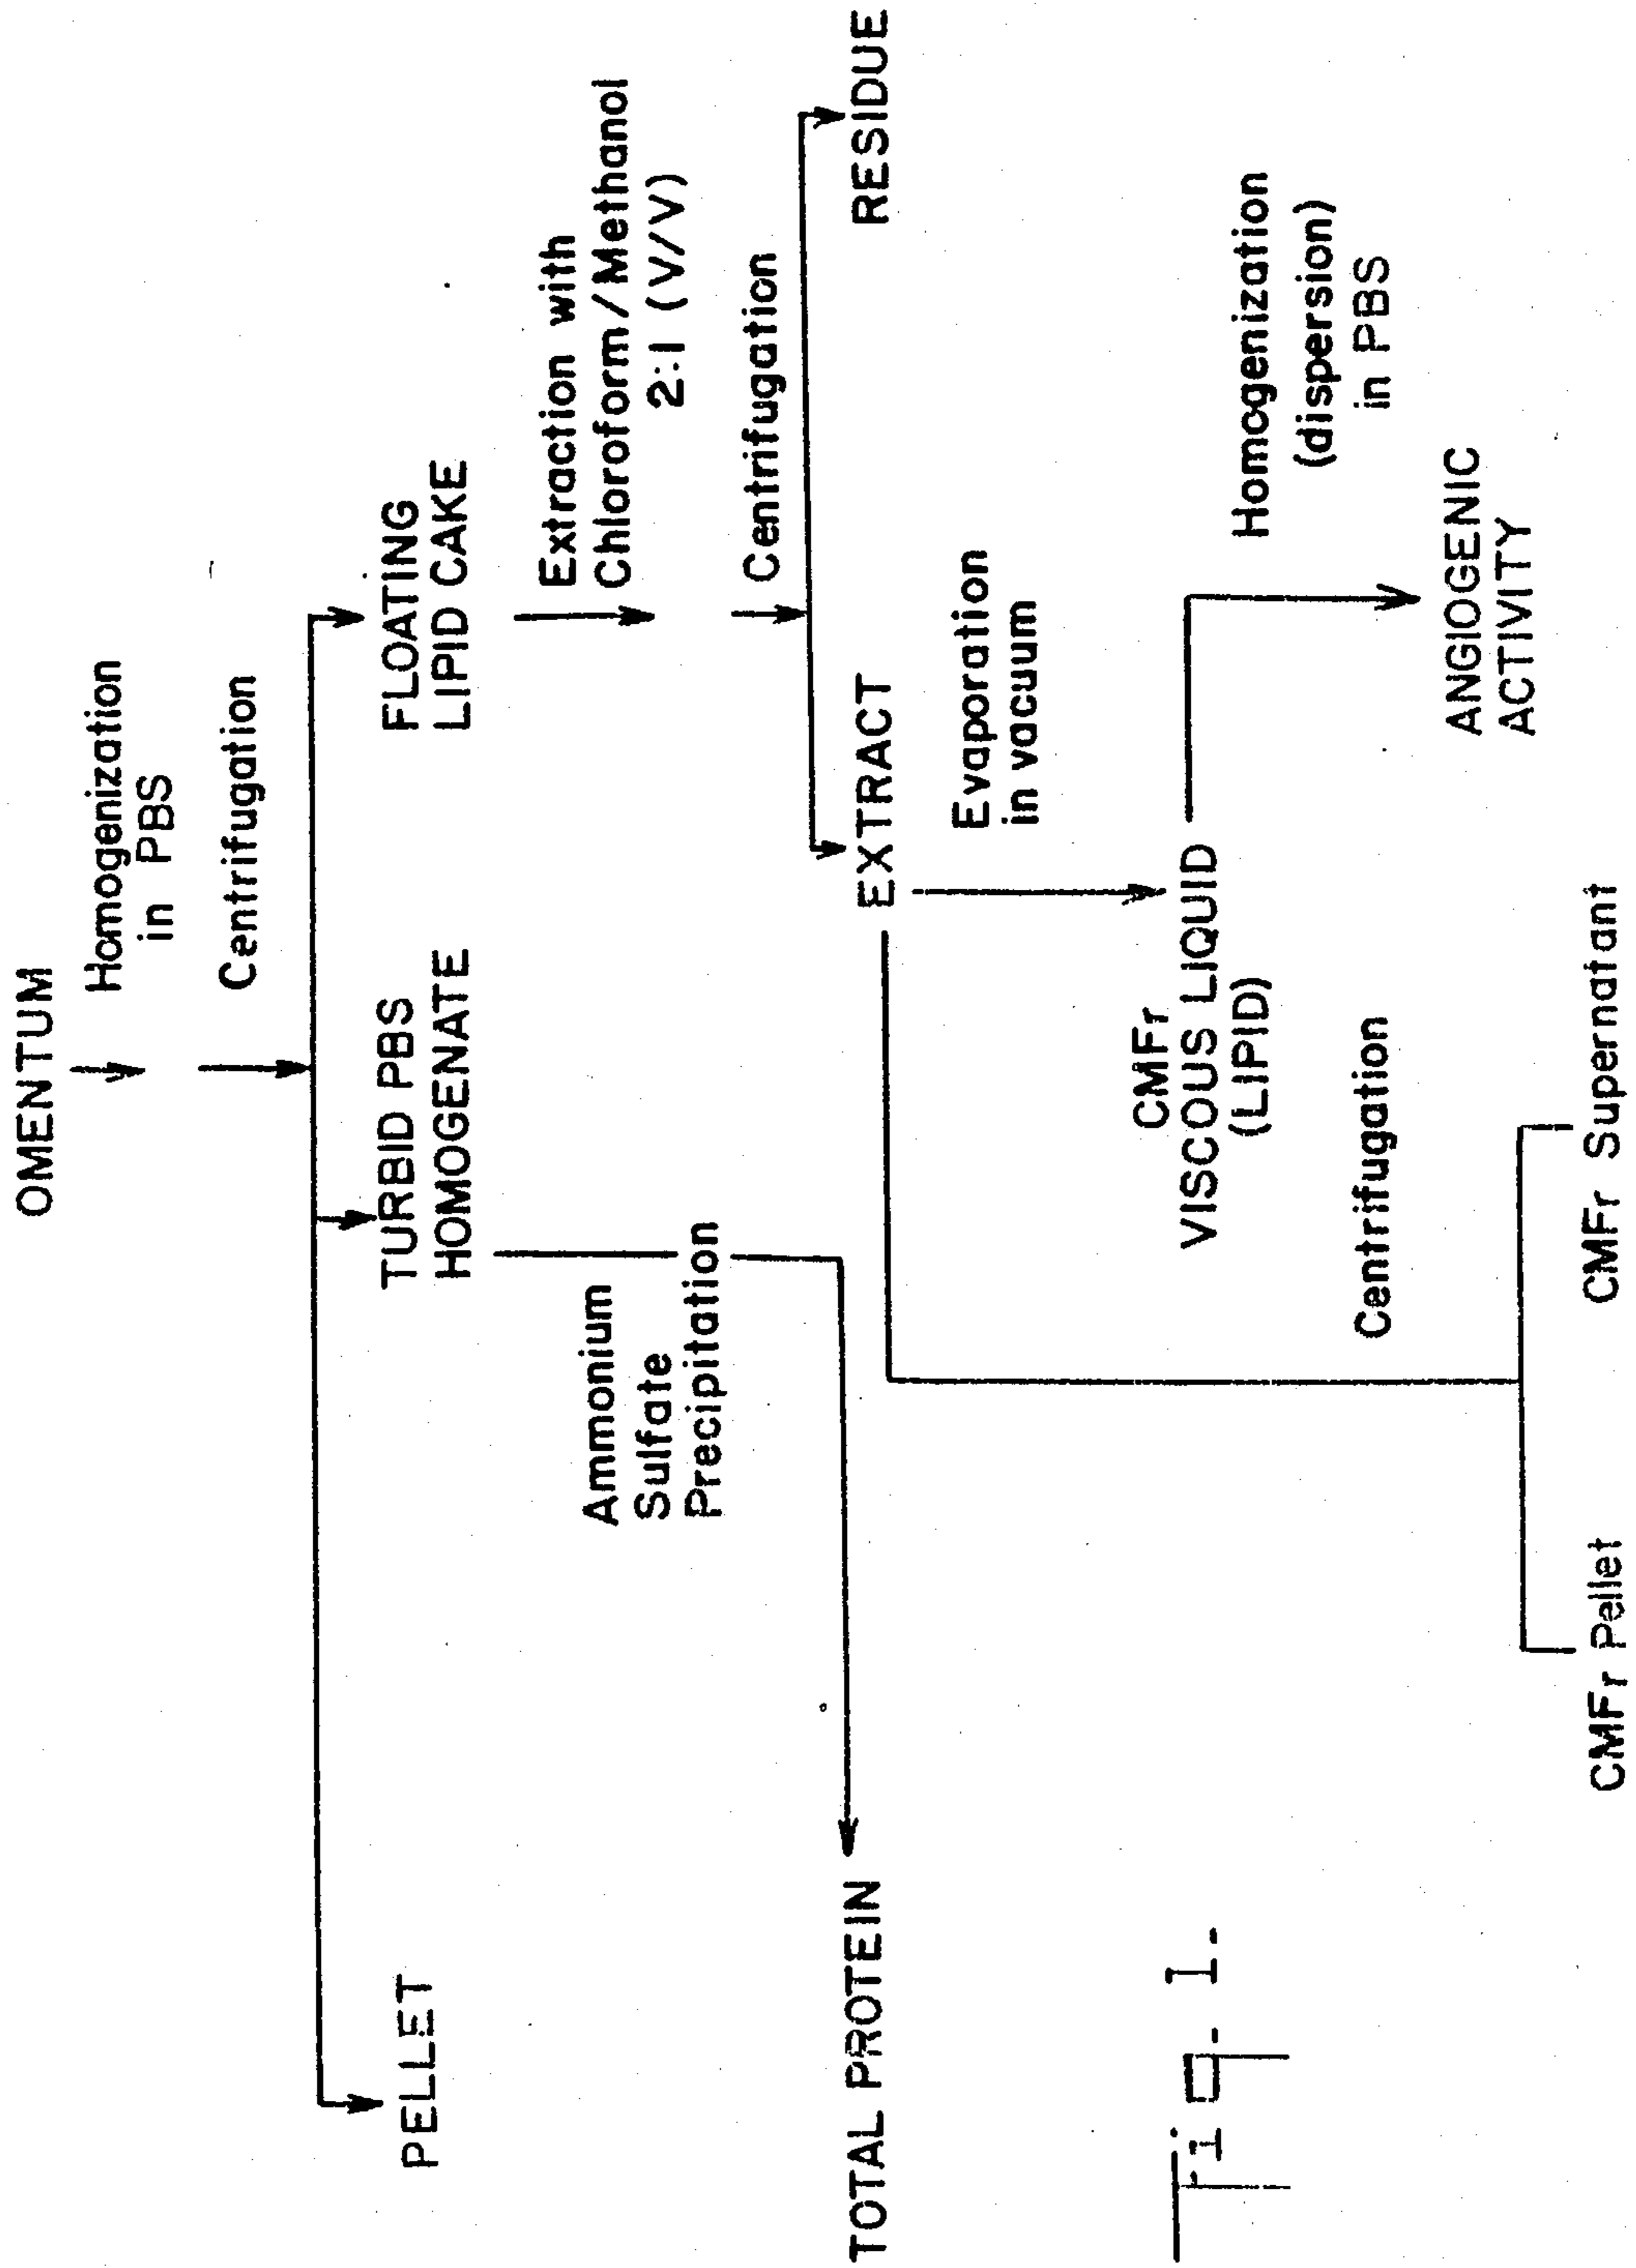 OMENTUM
Homogenization
in PBS
Centrifugation
PELLET
TURBID PBS
HOMOGENATE
FLOATING
LIPID CAKE
Ammonium
Sulfate
Precipitation
Extraction with
Chloroform/Methanol
2:1 (V/V)
Centrifugation
TOTAL PROTEIN
EXTRACT
RESIDUE
Evaporation
in vacuum
CMFr
VISCOUS LIQUID
(LIPID)
Homogenization
(dispersion)
in PBS
Centrifugation
ANGIOGENIC
ACTIVITY
CMFr Pellet
CMFr Supernatant
Fig. 1.